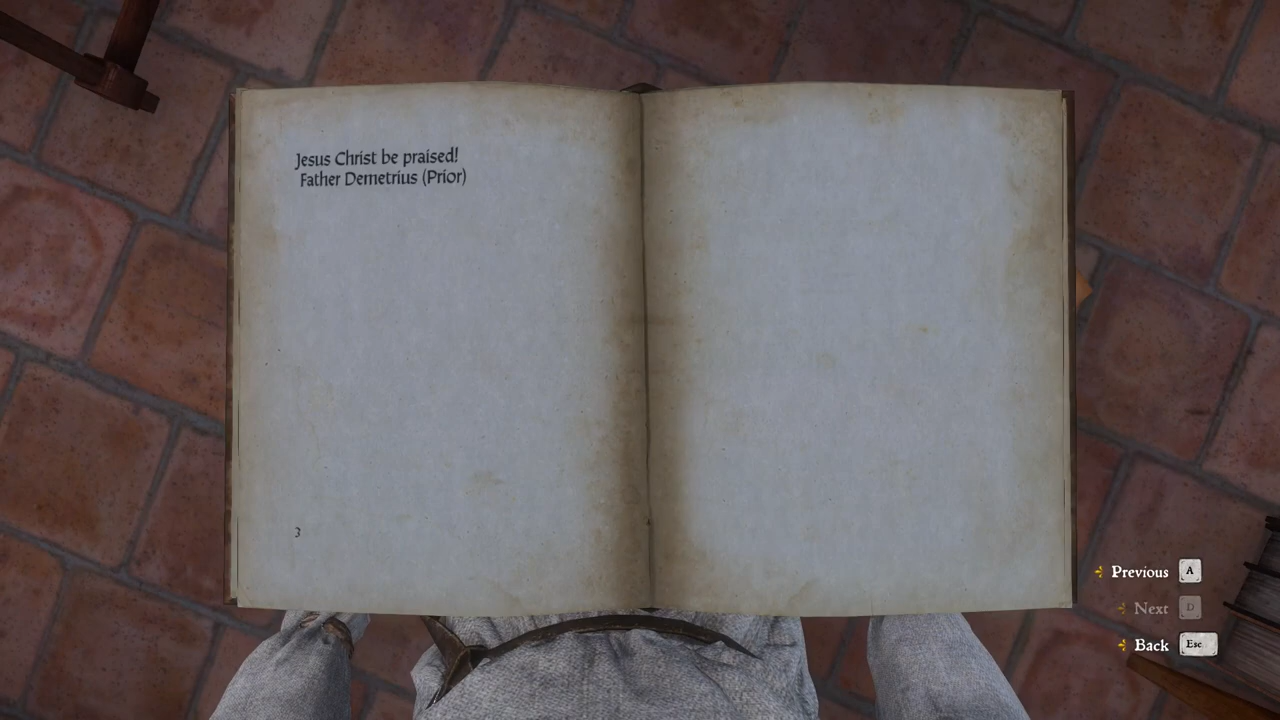 Jesus Christ be praised!
Father Demetrius (Prior)
3
Previous A
Next D
Back Esc